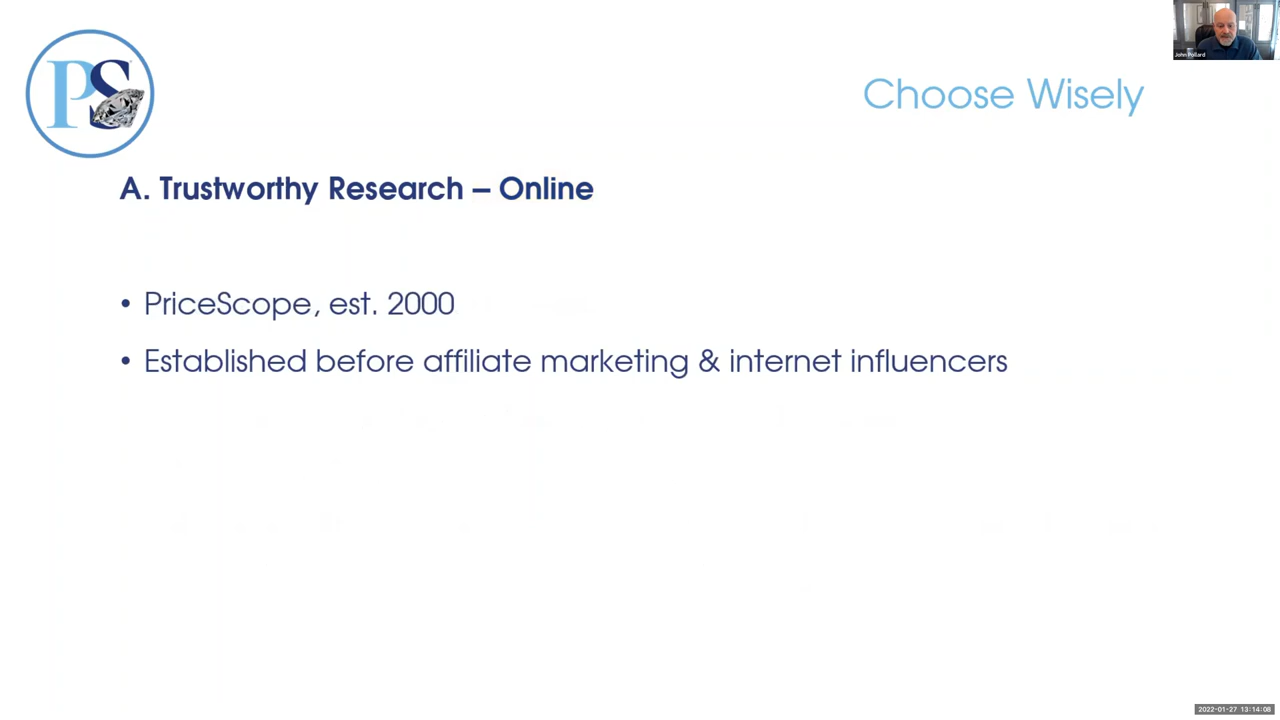 PS
John Pollard
Choose Wisely
A. Trustworthy Research – Online
• PriceScope, est. 2000
• Established before affiliate marketing & internet influencers
2022-01-27 13:14:08